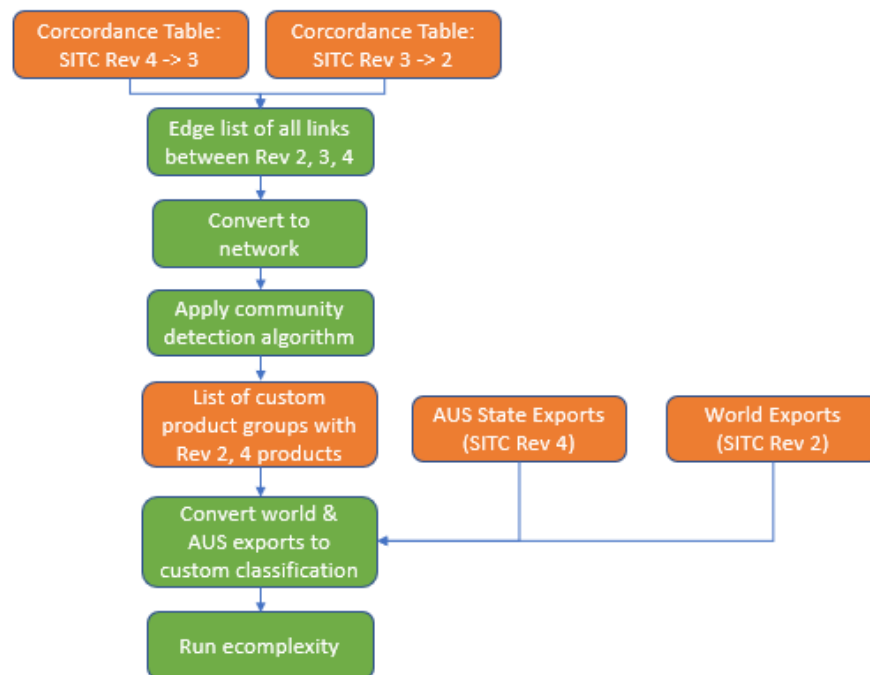 Corcordance Table:
SITC Rev 4 -> 3
Corcordance Table:
SITC Rev 3 -> 2
Edge list of all links
between Rev 2, 3, 4
Convert to
network
Apply community
detection algorithm
List of custom
product groups with
Rev 2, 4 products
AUS State Exports
(SITC Rev 4)
World Exports
(SITC Rev 2)
Convert world &
AUS exports to
custom classification
Run ecomplexity